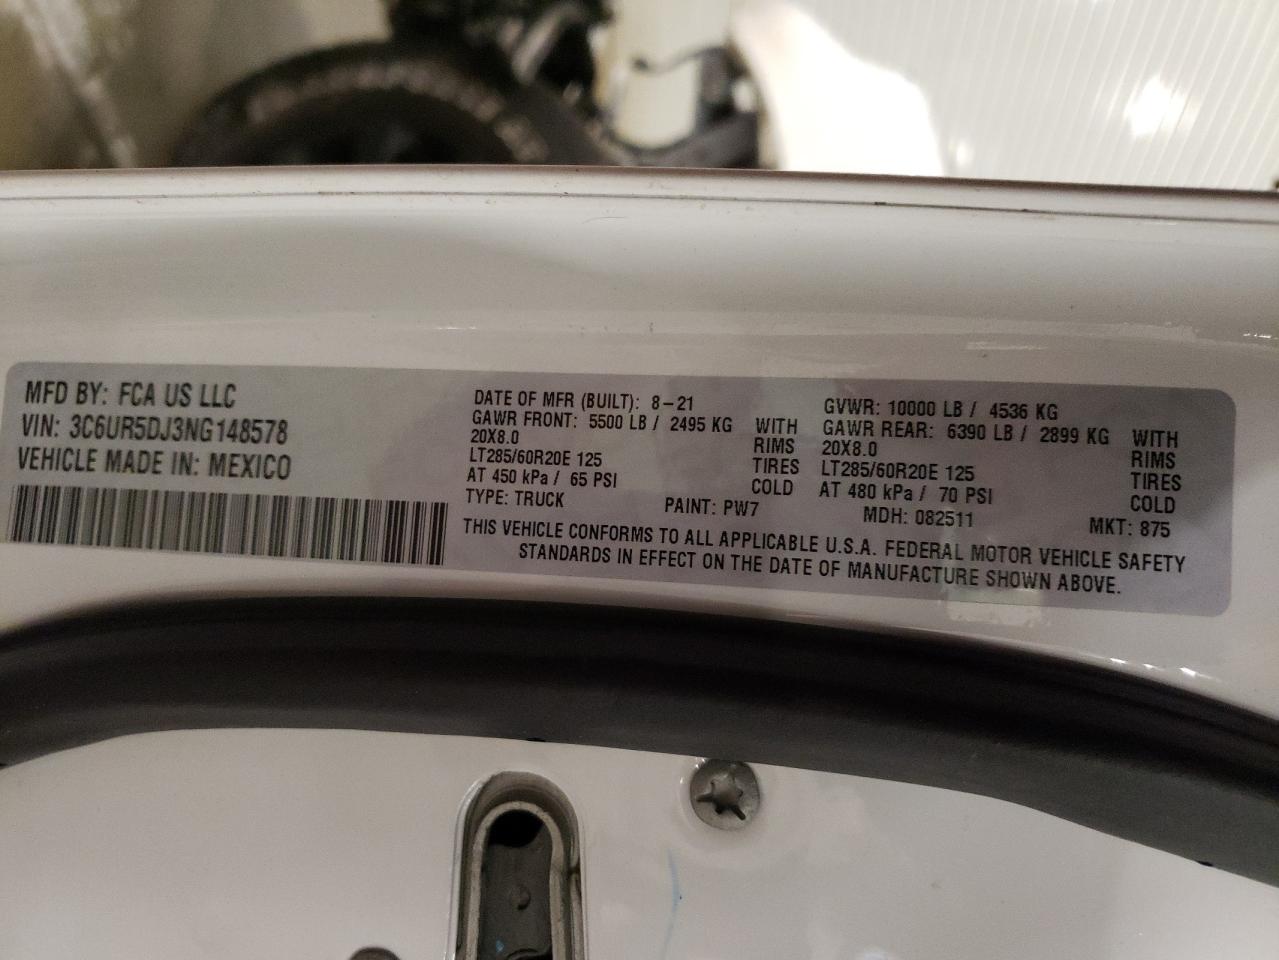 MFD BY: FCA US LLC
VIN: 3C6UR5DJ3NG148578
VEHICLE MADE IN: MEXICO
DATE OF MFR (BUILT): 8-21
GAWR FRONT: 5500 LB / 2495 KG WITH
20X8.0 RIMS
LT285/60R20E 125 TIRES
AT 450 kPa / 65 PSI COLD
TYPE: TRUCK PAINT: PW7
GVWR: 10000 LB / 4536 KG
GAWR REAR: 6390 LB / 2899 KG WITH
20X8.0 RIMS
LT285/60R20E 125 TIRES
AT 480 kPa / 70 PSI COLD
MDH: 082511 MKT: 875
THIS VEHICLE CONFORMS TO ALL APPLICABLE U.S.A. FEDERAL MOTOR VEHICLE SAFETY
STANDARDS IN EFFECT ON THE DATE OF MANUFACTURE SHOWN ABOVE.